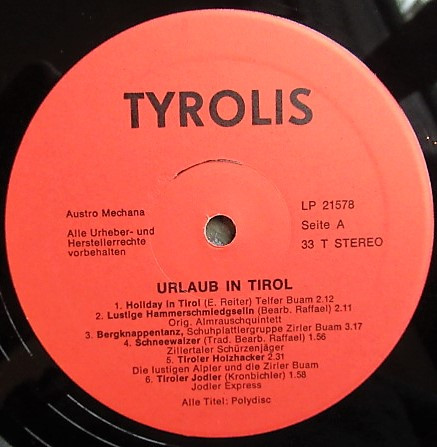 TYROLIS
Austro Mechana
Alle Urheber- und
Herstellerrechte
vorbehalten
LP 21578
Seite A
33 T STEREO
URLAUB IN TIROL
1. Holiday in Tirol (E. Reiter) Telfer Buam 2.12
2. Lustige Hammerschmiedgselln (Bearb. Raffael) 2.11
Orig. Almrauschquintett
3. Bergknappentanz, Schuhplattlergruppe Zirler Buam 3.17
4. Schneewalzer (Trad. Bearb. Raffael) 1.56
Zillertaler Schürzenjäger
5. Tiroler Holzhacker 2.31
Die lustigen Alpler und die Zirler Buam
6. Tiroler Jodler (Kronbichler) 1.58
Jodler Express
Alle Titel: Polydisc